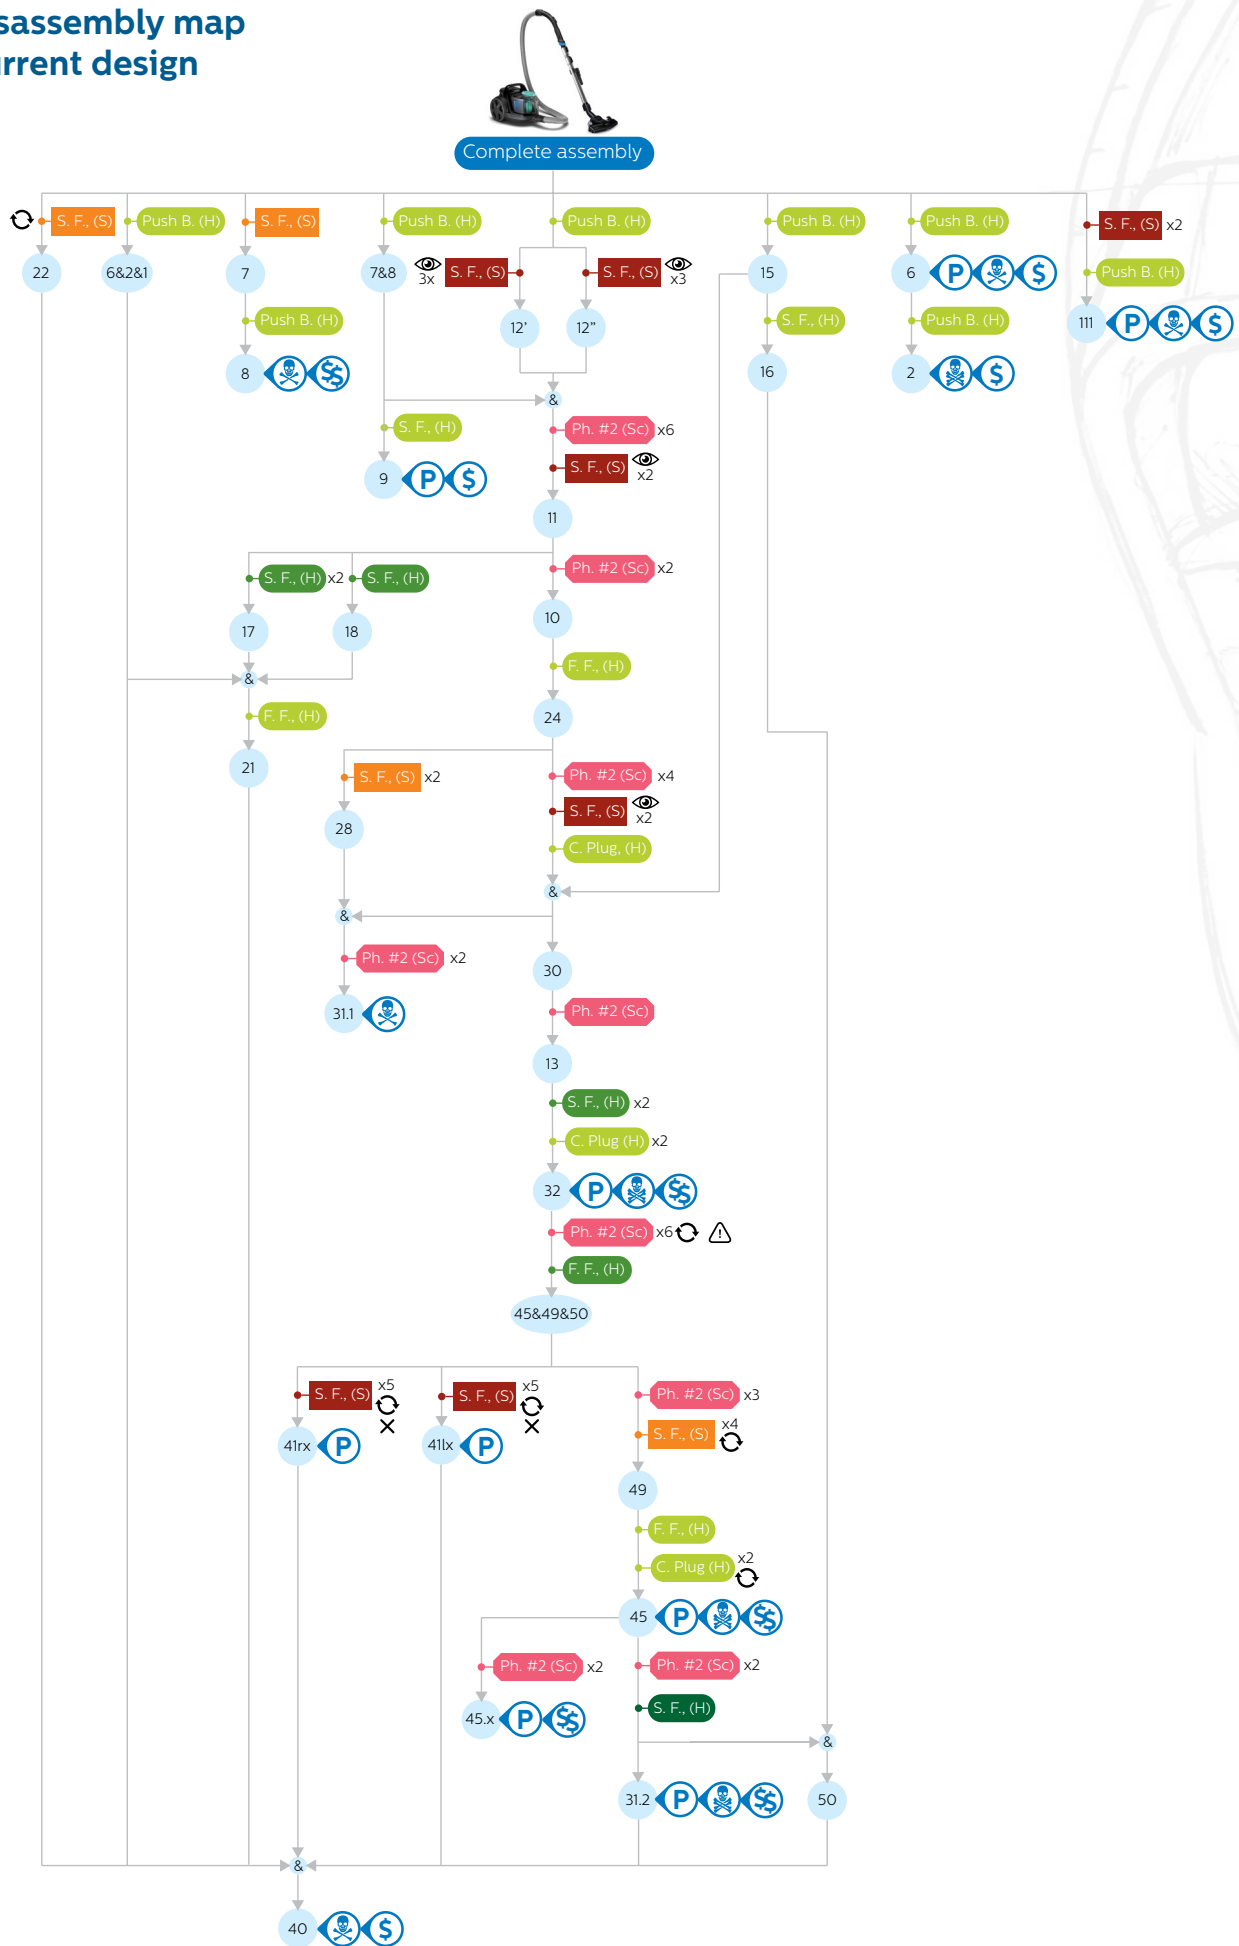 sassembly map
rrent design
Complete assembly
S. F., (S)
Push B. (H)
S. F., (S)
Push B. (H)
Push B. (H)
Push B. (H)
Push B. (H)
S. F., (S) x2
22
6&2&1
7
7&8
3x
S. F., (S)
S. F., (S)
x3
15
6
P
$
Push B. (H)
Push B. (H)
12’
12”
S. F., (H)
Push B. (H)
111
P
$
8
$$
16
2
$
&
S. F., (H)
Ph. #2 (Sc) x6
9
P
$
S. F., (S)
x2
11
S. F., (H) x2
S. F., (H)
Ph. #2 (Sc) x2
17
18
10
&
F. F., (H)
F. F., (H)
24
21
S. F., (S) x2
Ph. #2 (Sc) x4
S. F., (S)
x2
28
C. Plug, (H)
&
&
Ph. #2 (Sc) x2
30
31.1
Ph. #2 (Sc)
13
S. F., (H) x2
C. Plug (H) x2
32
P
$$
Ph. #2 (Sc) x6
!
F. F., (H)
45&49&50
S. F., (S)
x5
S. F., (S)
x5
Ph. #2 (Sc) x3
S. F., (S)
x4
41rx
P
41lx
P
49
F. F., (H)
C. Plug (H)
x2
45
P
$$
Ph. #2 (Sc) x2
Ph. #2 (Sc) x2
45.x
P
$$
S. F., (H)
&
31.2
P
$$
50
&
40
$